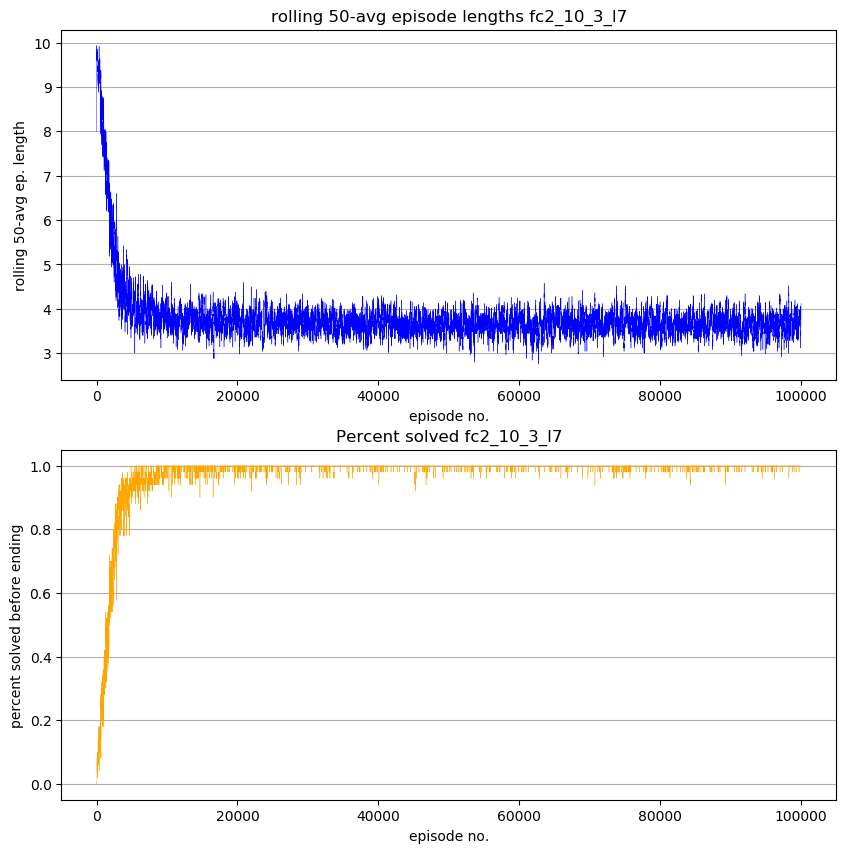 rolling 50-avg episode lengths fc2_10_3_l7
rolling 50-avg ep. length
10
9
8
7
6
5
4
3
0 20000 40000 60000 80000 100000
episode no.
Percent solved fc2_10_3_l7
percent solved before ending
1.0
0.8
0.6
0.4
0.2
0.0
0 20000 40000 60000 80000 100000
episode no.